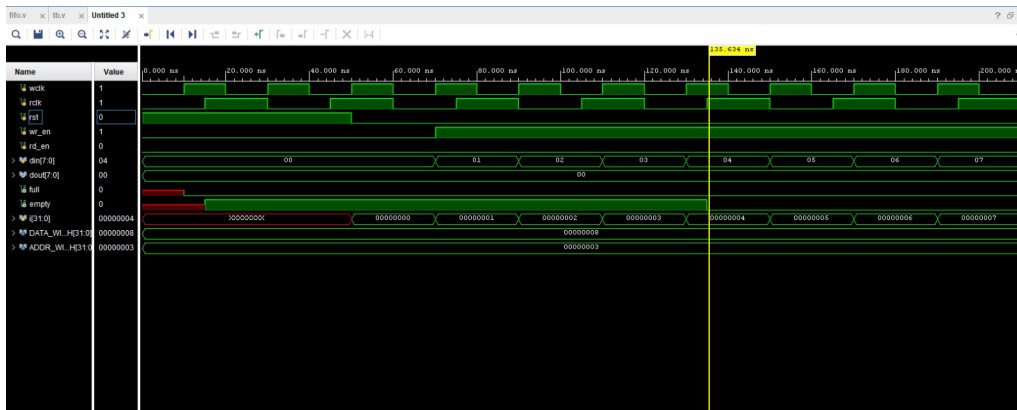 fifo.v × tb.v × Untitled 3 ×
135.634 ns
Name Value 0.000 ns 20.000 ns 40.000 ns 60.000 ns 80.000 ns 100.000 ns 120.000 ns 140.000 ns 160.000 ns 180.000 ns 200.000
wclk 1
rclk 1
rst 0
wr_en 1
rd_en 0
din[7:0] 04 00 01 02 03 04 05 06 07
dout[7:0] 00 00
full 0
empty 0
i[31:0] 00000004 XXXXXXXX 00000000 00000001 00000002 00000003 00000004 00000005 00000006 00000007
DATA_WI...H[31:0] 00000008 00000008
ADDR_WI...H[31:0] 00000003 00000003